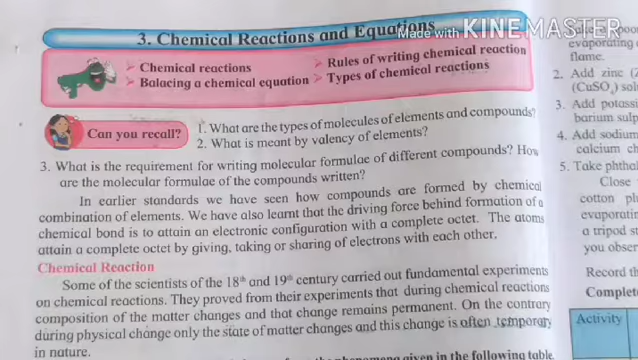 3. Chemical Reactions and Equations
Made with KINEMASTER
➤ Chemical reactions
➤ Balacing a chemical equation
➤ Rules of writing chemical reaction
➤ Types of chemical reactions
Can you recall?
1. What are the types of molecules of elements and compounds?
2. What is meant by valency of elements?
3. What is the requirement for writing molecular formulae of different compounds? How
are the molecular formulae of the compounds written?
In earlier standards we have seen how compounds are formed by chemical
combination of elements. We have also learnt that the driving force behind formation of a
chemical bond is to attain an electronic configuration with a complete octet. The atoms
attain a complete octet by giving, taking or sharing of electrons with each other.
Chemical Reaction
Some of the scientists of the 18th and 19th century carried out fundamental experiments
on chemical reactions. They proved from their experiments that during chemical reactions
composition of the matter changes and that change remains permanent. On the contrary
during physical change only the state of matter changes and this change is often temporary
in nature.
given in the following table
evaporating
flame.
2. Add zinc
3. Add potass
barium sulp
4. Add sodium
calcium ch
5. Take phthal
Close
cotton ph
evaporatin
a tripod st
you obser
Record th
Complet
Activity